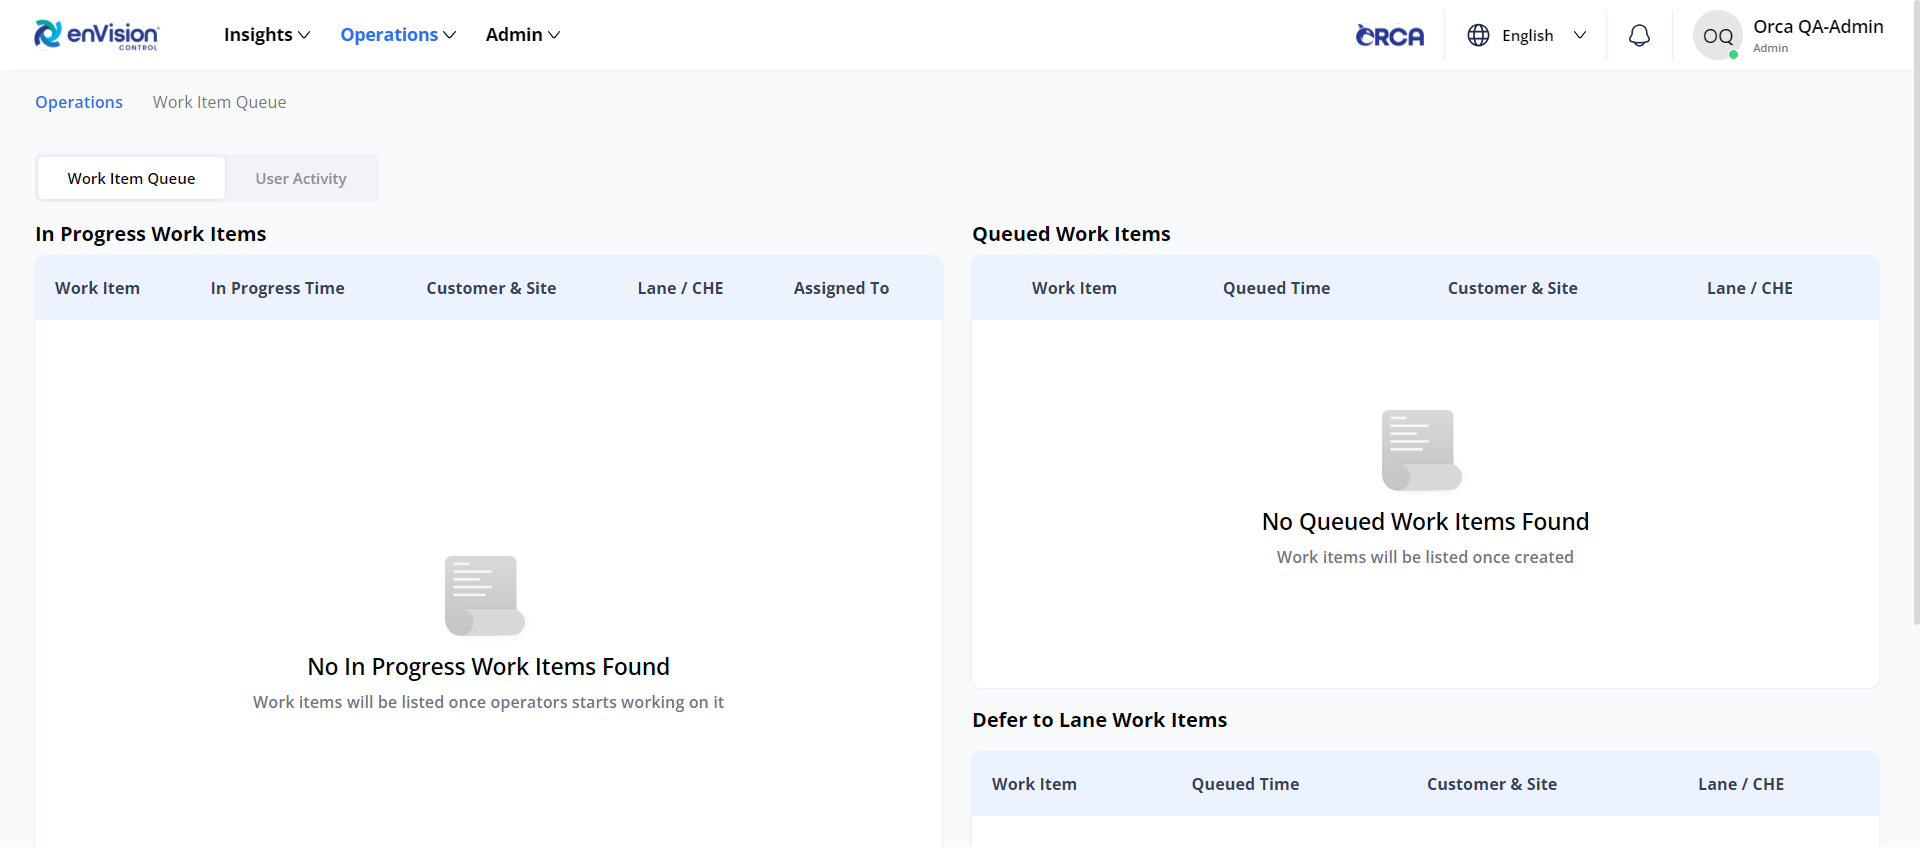 enVision
CONTROL
Insights
Operations
Admin
ORCA
English
OQ
Orca QA-Admin
Admin
Operations
Work Item Queue
Work Item Queue
User Activity
In Progress Work Items
Work Item
In Progress Time
Customer & Site
Lane / CHE
Assigned To
No In Progress Work Items Found
Work items will be listed once operators starts working on it
Queued Work Items
Work Item
Queued Time
Customer & Site
Lane / CHE
No Queued Work Items Found
Work items will be listed once created
Defer to Lane Work Items
Work Item
Queued Time
Customer & Site
Lane / CHE